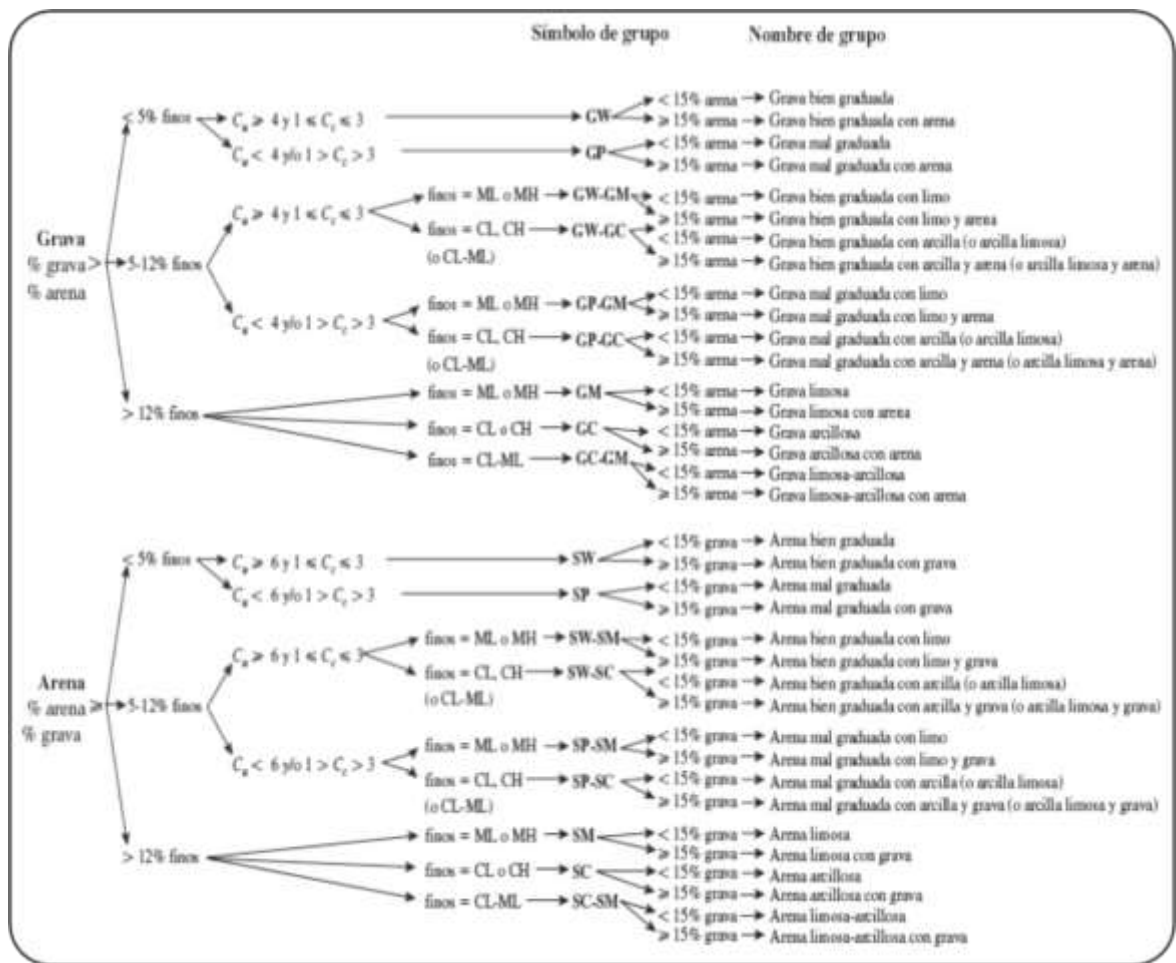 Símbolo de grupo Nombre de grupo
< 15% arena → Grava bien graduada
< 5% finos C_u ≥ 4 y 1 ≤ C_c ≤ 3 GW
≥ 15% arena → Grava bien graduada con arena
< 15% arena → Grava mal graduada
C_u < 4 y/o 1 > C_c > 3 GP
≥ 15% arena → Grava mal graduada con arena
finos = ML o MH → GW-GM < 15% arena → Grava bien graduada con limo
C_u ≥ 4 y 1 ≤ C_c ≤ 3 ≥ 15% arena → Grava bien graduada con limo y arena
finos = CL, CH → GW-GC < 15% arena → Grava bien graduada con arcilla (o arcilla limosa)
(o CL-ML) ≥ 15% arena → Grava bien graduada con arcilla y arena (o arcilla limosa y arena)
Grava
% grava >
% arena
5-12% finos
finos = ML o MH → GP-GM < 15% arena → Grava mal graduada con limo
C_u < 4 y/o 1 > C_c > 3 ≥ 15% arena → Grava mal graduada con limo y arena
finos = CL, CH → GP-GC < 15% arena → Grava mal graduada con arcilla (o arcilla limosa)
(o CL-ML) ≥ 15% arena → Grava mal graduada con arcilla y arena (o arcilla limosa y arena)
finos = ML o MH → GM < 15% arena → Grava limosa
> 12% finos ≥ 15% arena → Grava limosa con arena
finos = CL o CH → GC < 15% arena → Grava arcillosa
≥ 15% arena → Grava arcillosa con arena
finos = CL-ML → GC-GM < 15% arena → Grava limosa-arcillosa
≥ 15% arena → Grava limosa-arcillosa con arena
< 15% grava → Arena bien graduada
< 5% finos C_u ≥ 6 y 1 ≤ C_c ≤ 3 SW
≥ 15% grava → Arena bien graduada con grava
< 15% grava → Arena mal graduada
C_u < 6 y/o 1 > C_c > 3 SP
≥ 15% grava → Arena mal graduada con grava
finos = ML o MH → SW-SM < 15% grava → Arena bien graduada con limo
C_u ≥ 6 y 1 ≤ C_c ≤ 3 ≥ 15% grava → Arena bien graduada con limo y grava
finos = CL, CH → SW-SC < 15% grava → Arena bien graduada con arcilla (o arcilla limosa)
(o CL-ML) ≥ 15% grava → Arena bien graduada con arcilla y grava (o arcilla limosa y grava)
Arena
% arena ≥
% grava
5-12% finos
finos = ML o MH → SP-SM < 15% grava → Arena mal graduada con limo
C_u < 6 y/o 1 > C_c > 3 ≥ 15% grava → Arena mal graduada con limo y grava
finos = CL, CH → SP-SC < 15% grava → Arena mal graduada con arcilla (o arcilla limosa)
(o CL-ML) ≥ 15% grava → Arena mal graduada con arcilla y grava (o arcilla limosa y grava)
finos = ML o MH → SM < 15% grava → Arena limosa
> 12% finos ≥ 15% grava → Arena limosa con grava
finos = CL o CH → SC < 15% grava → Arena arcillosa
≥ 15% grava → Arena arcillosa con grava
finos = CL-ML → SC-SM < 15% grava → Arena limosa-arcillosa
≥ 15% grava → Arena limosa-arcillosa con grava